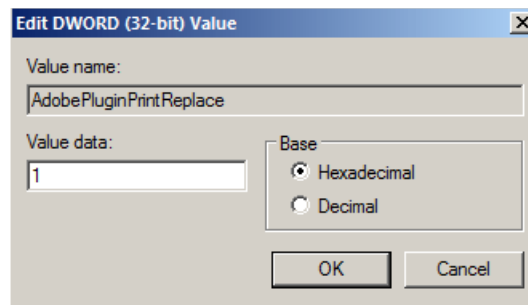 Edit DWORD (32-bit) Value
Value name:
AdobePluginPrintReplace
Value data:
1
Base
Hexadecimal
Decimal
OK
Cancel